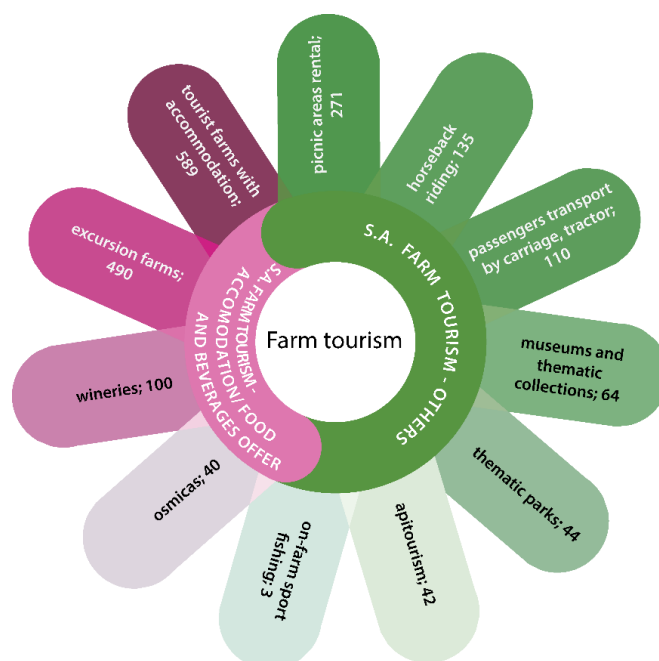 Farm tourism
S.A. FARM TOURISM - OTHERS
S.A. FARM TOURISM -
ACCOMODATION/ FOOD
AND BEVERAGES OFFER
picnic areas rental;
271
horseback
riding; 135
passengers transport
by carriage, tractor;
110
museums and
thematic
collections; 64
thematic parks; 44
apitourism; 42
on-farm sport
fishing; 3
osmicas; 40
wineries; 100
excursion farms;
490
tourist farms with
accommodation;
589